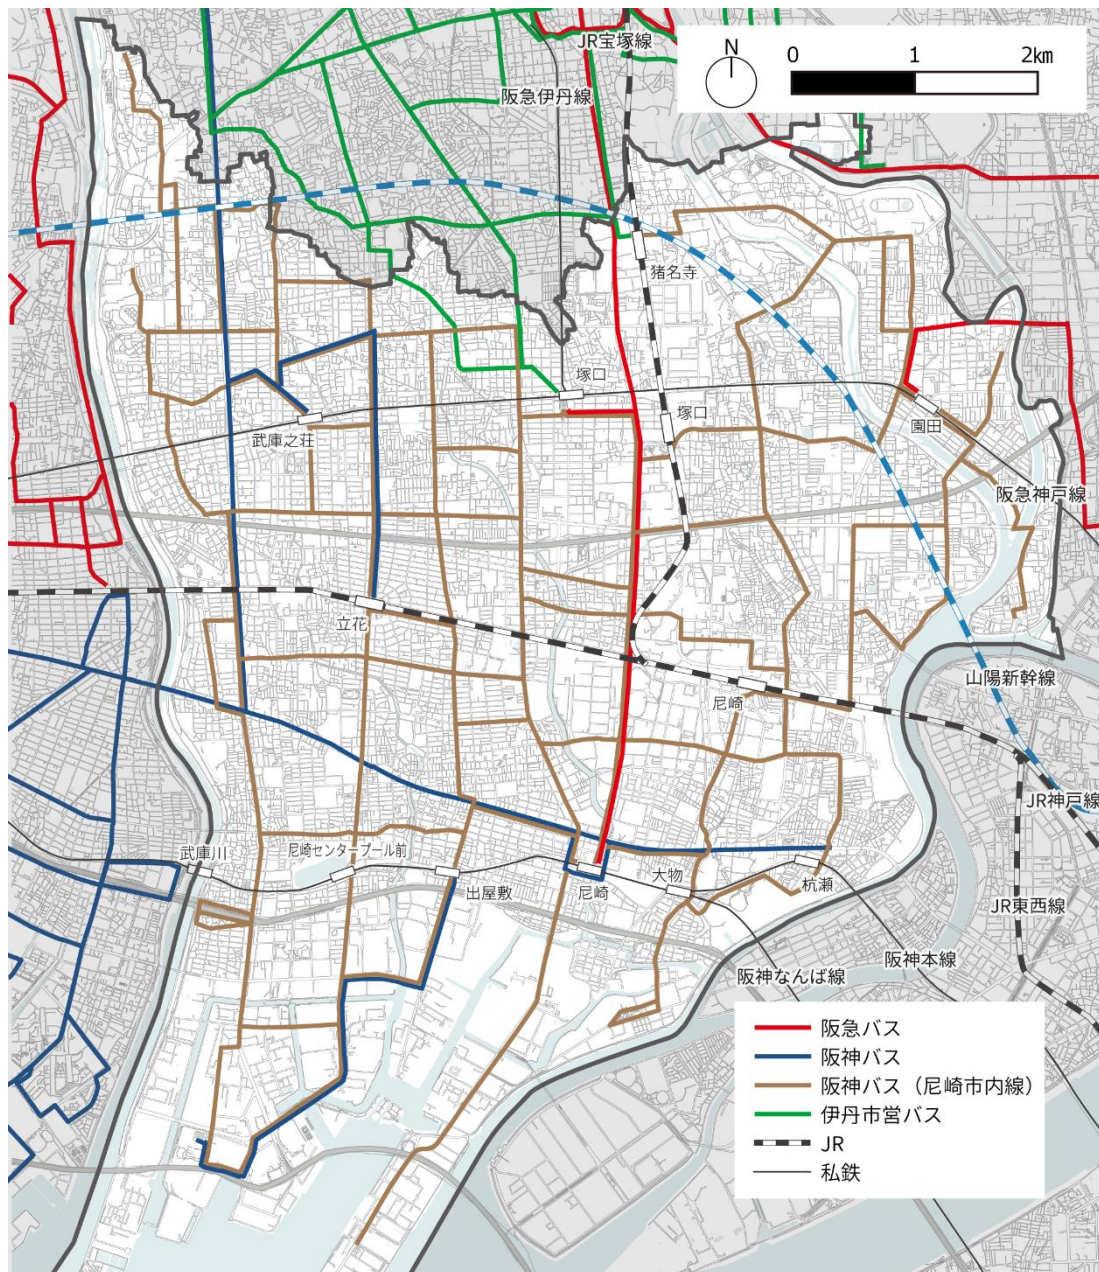 JR宝塚線
N
0 1 2km
阪急伊丹線
猪名寺
塚口
塚口
武庫之荘
園田
阪急神戸線
立花
山陽新幹線
尼崎
JR神戸線
武庫川
尼崎センタープール前
出屋敷
尼崎
大物
杭瀬
JR東西線
阪神本線
阪神なんば線
阪急バス
阪神バス
阪神バス（尼崎市内線）
伊丹市営バス
JR
私鉄